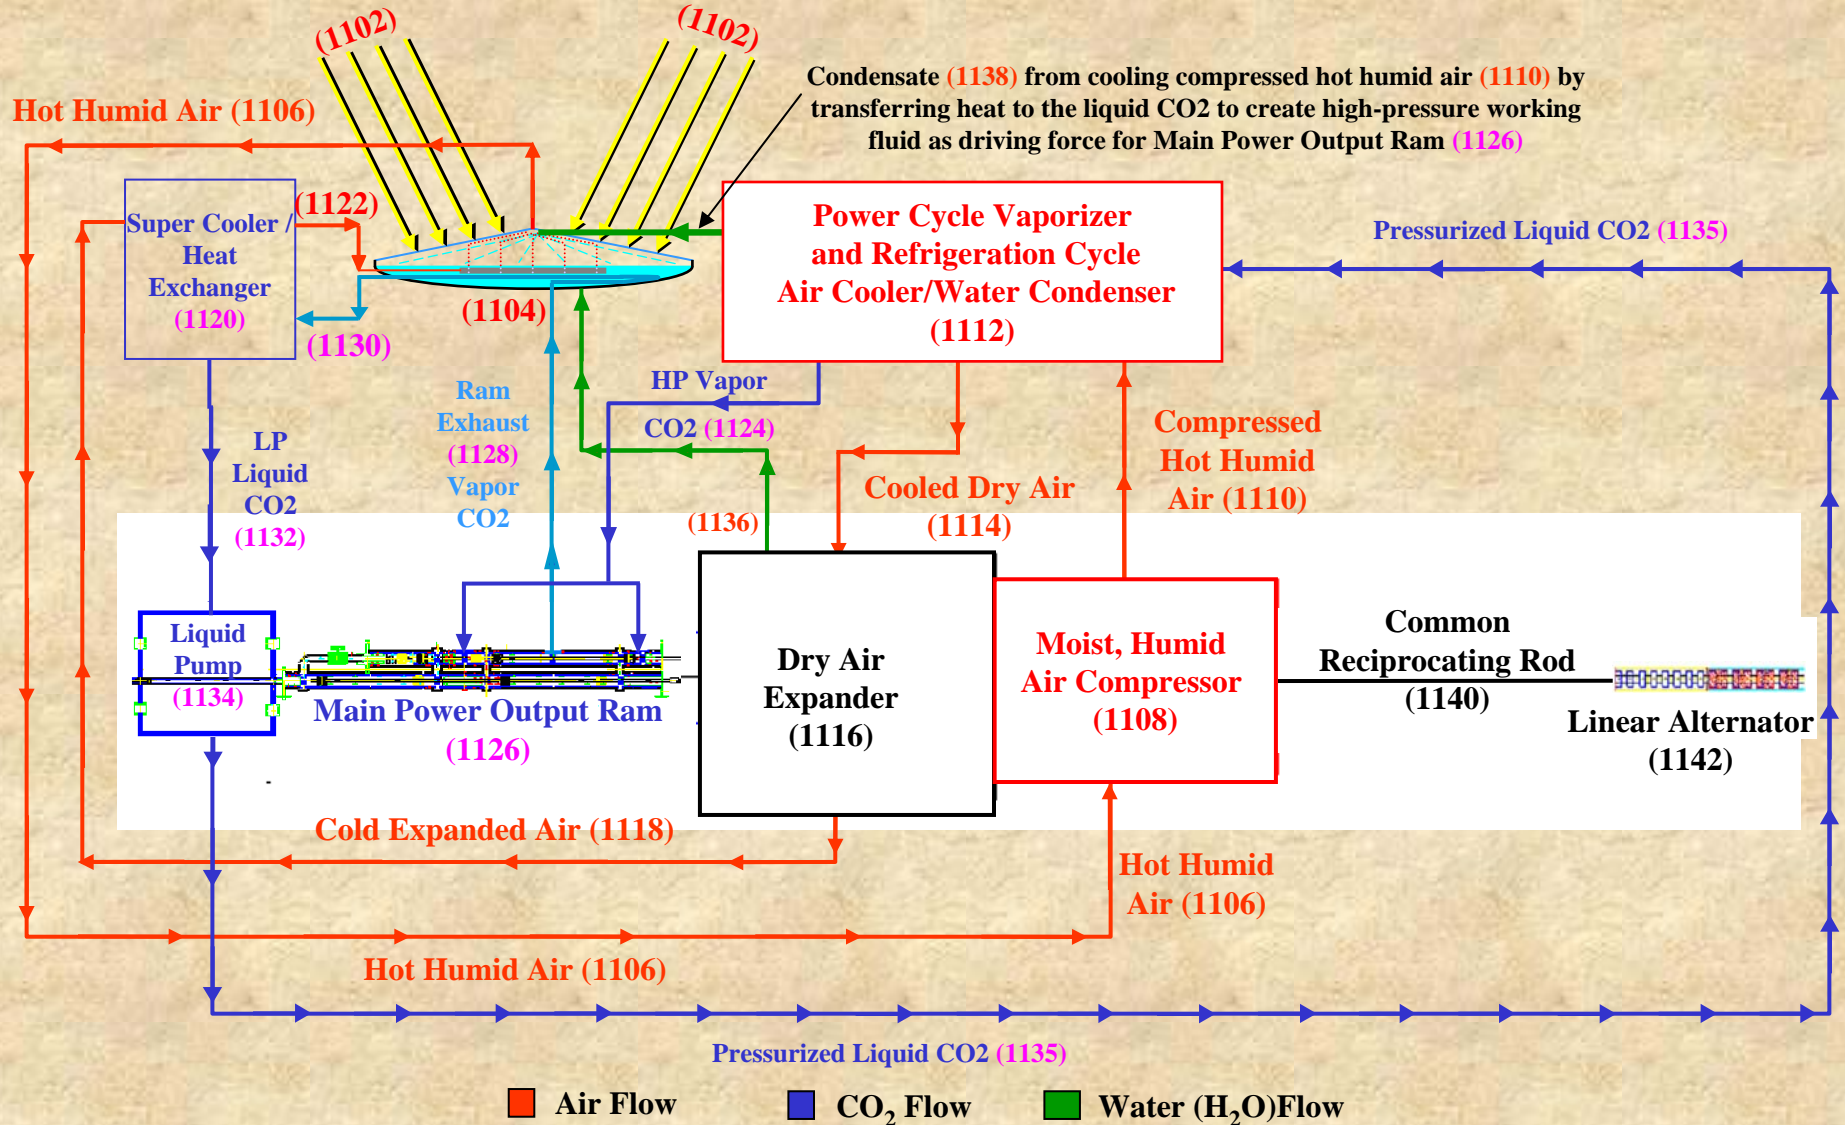 (1102)
(1102)
Condensate (1138) from cooling compressed hot humid air (1110) by
transferring heat to the liquid CO2 to create high-pressure working
fluid as driving force for Main Power Output Ram (1126)
Hot Humid Air (1106)
Super Cooler /
Heat
Exchanger
(1120)
(1122)
(1130)
(1104)
Power Cycle Vaporizer
and Refrigeration Cycle
Air Cooler/Water Condenser
(1112)
Pressurized Liquid CO2 (1135)
Ram
Exhaust
(1128)
Vapor
CO2
HP Vapor
CO2 (1124)
LP
Liquid
CO2
(1132)
Compressed
Hot Humid
Air (1110)
Cooled Dry Air
(1114)
(1136)
Liquid
Pump
(1134)
Main Power Output Ram
(1126)
Dry Air
Expander
(1116)
Moist, Humid
Air Compressor
(1108)
Common
Reciprocating Rod
(1140)
Linear Alternator
(1142)
Cold Expanded Air (1118)
Hot Humid
Air (1106)
Hot Humid Air (1106)
Pressurized Liquid CO2 (1135)
Air Flow
CO2 Flow
Water (H2O)Flow